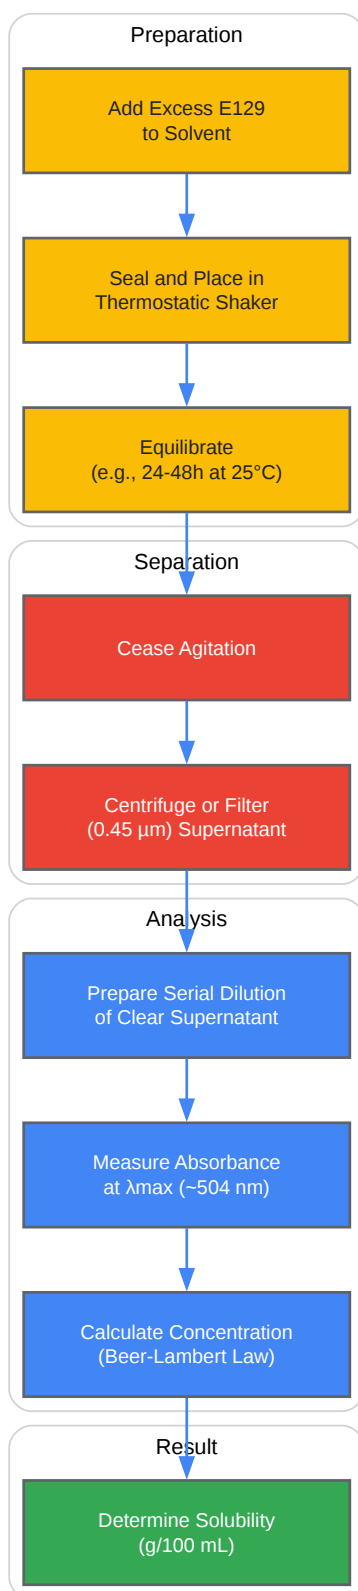 Preparation
Add Excess E129
to Solvent
Seal and Place in
Thermostatic Shaker
Equilibrate
(e.g., 24-48h at 25°C)
Separation
Cease Agitation
Centrifuge or Filter
(0.45 µm) Supernatant
Analysis
Prepare Serial Dilution
of Clear Supernatant
Measure Absorbance
at λmax (~504 nm)
Calculate Concentration
(Beer-Lambert Law)
Result
Determine Solubility
(g/100 mL)